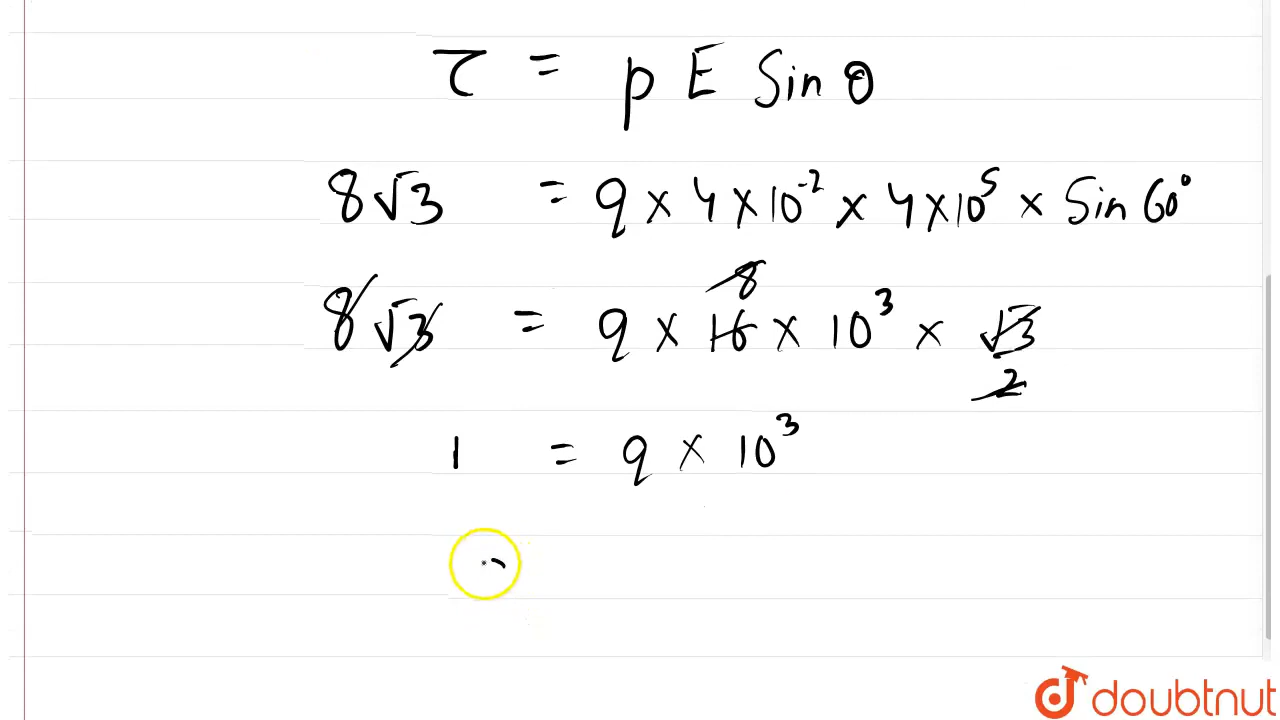 τ = p E Sin θ
8√3 = q × 4 × 10⁻² × 4 × 10⁵ × Sin 60°
8
8√3 = q × 16 × 10³ × √3/2
1 = q × 10³
doubtnut